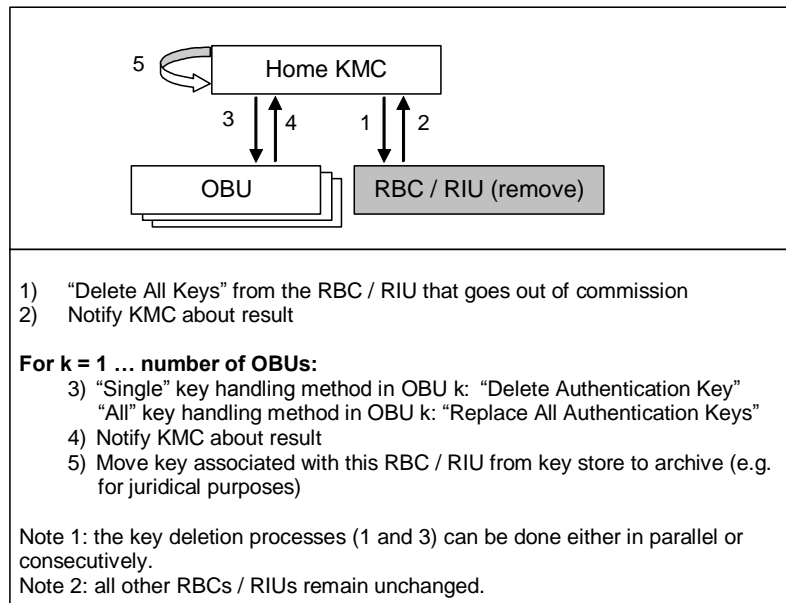 5
Home KMC
3
4
1
2
OBU
RBC / RIU (remove)
1) “Delete All Keys” from the RBC / RIU that goes out of commission
2) Notify KMC about result
For k = 1 … number of OBUs:
3) “Single” key handling method in OBU k: “Delete Authentication Key”
“All” key handling method in OBU k: “Replace All Authentication Keys”
4) Notify KMC about result
5) Move key associated with this RBC / RIU from key store to archive (e.g.
for juridical purposes)
Note 1: the key deletion processes (1 and 3) can be done either in parallel or
consecutively.
Note 2: all other RBCs / RIUs remain unchanged.